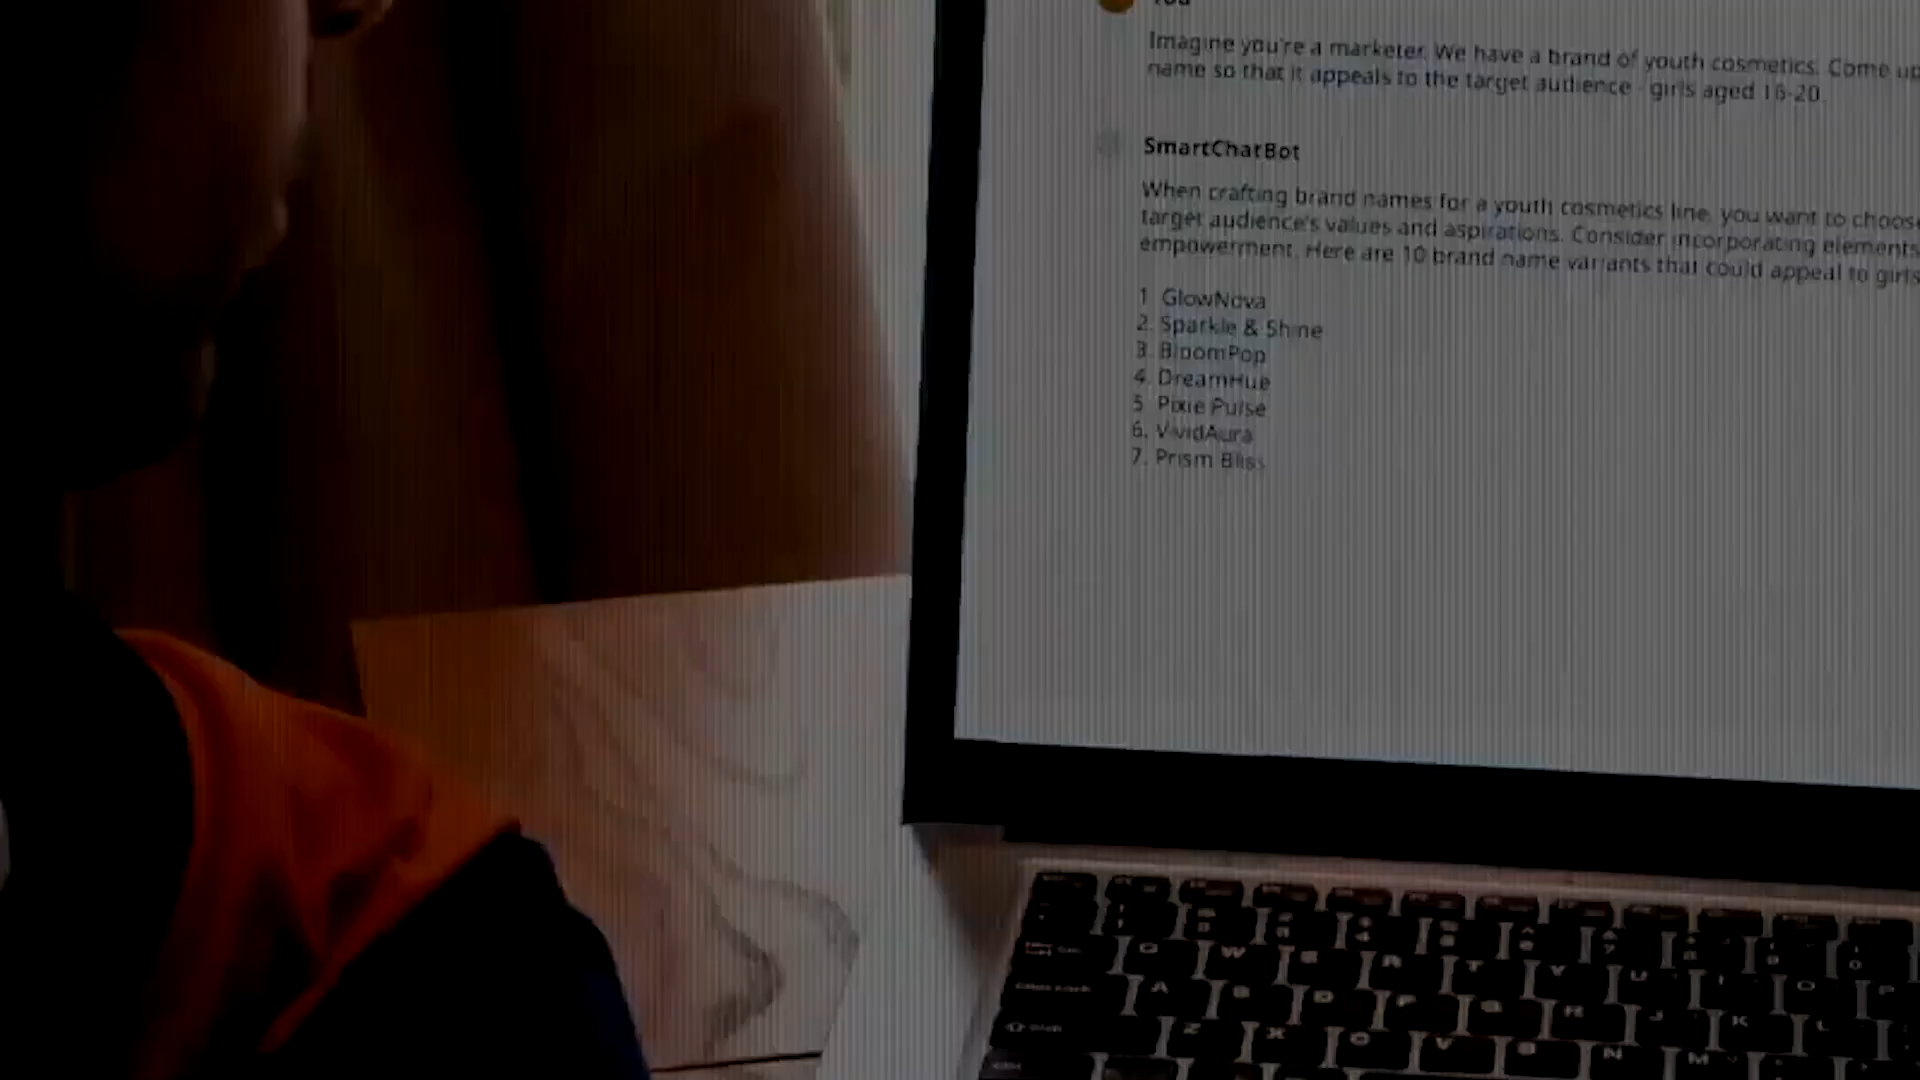 You
Imagine you're a marketer. We have a brand of youth cosmetics. Come up
name so that it appeals to the target audience - girls aged 16-20.
SmartChatBot
When crafting brand names for a youth cosmetics line, you want to choose
target audience's values and aspirations. Consider incorporating elements
empowerment. Here are 10 brand name variants that could appeal to girls
1 GlowNova
2. Sparkle & Shine
3. BloomPop
4. DreamHue
5 Pixie Pulse
6. VividAura
7. Prism Bliss
Q W E R T Y U I O P
A S D F G H J K L
Z X C V B N M